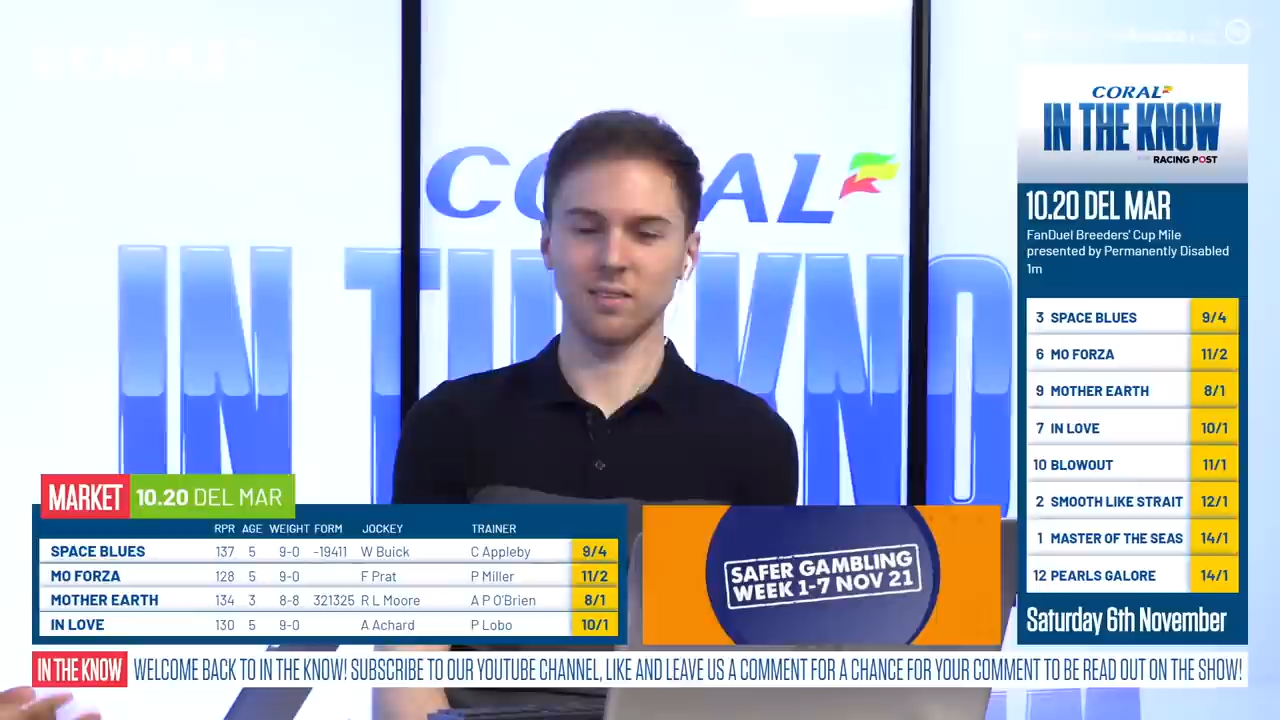 CORAL
IN THE KNOW
CORAL
IN THE KNOW
RACING POST
10.20 DEL MAR
FanDuel Breeders' Cup Mile
presented by Permanently Disabled
1m
3 SPACE BLUES 9/4
6 MO FORZA 11/2
9 MOTHER EARTH 8/1
7 IN LOVE 10/1
10 BLOWOUT 11/1
2 SMOOTH LIKE STRAIT 12/1
1 MASTER OF THE SEAS 14/1
12 PEARLS GALORE 14/1
Saturday 6th November
MARKET 10.20 DEL MAR
RPR AGE WEIGHT FORM JOCKEY TRAINER
SPACE BLUES 137 5 9-0 -19411 W Buick C Appleby 9/4
MO FORZA 128 5 9-0 F Prat P Miller 11/2
MOTHER EARTH 134 3 8-8 321325 R L Moore A P O'Brien 8/1
IN LOVE 130 5 9-0 A Achard P Lobo 10/1
SAFER GAMBLING
WEEK 1-7 NOV 21
IN THE KNOW WELCOME BACK TO IN THE KNOW! SUBSCRIBE TO OUR YOUTUBE CHANNEL, LIKE AND LEAVE US A COMMENT FOR A CHANCE FOR YOUR COMMENT TO BE READ OUT ON THE SHOW!